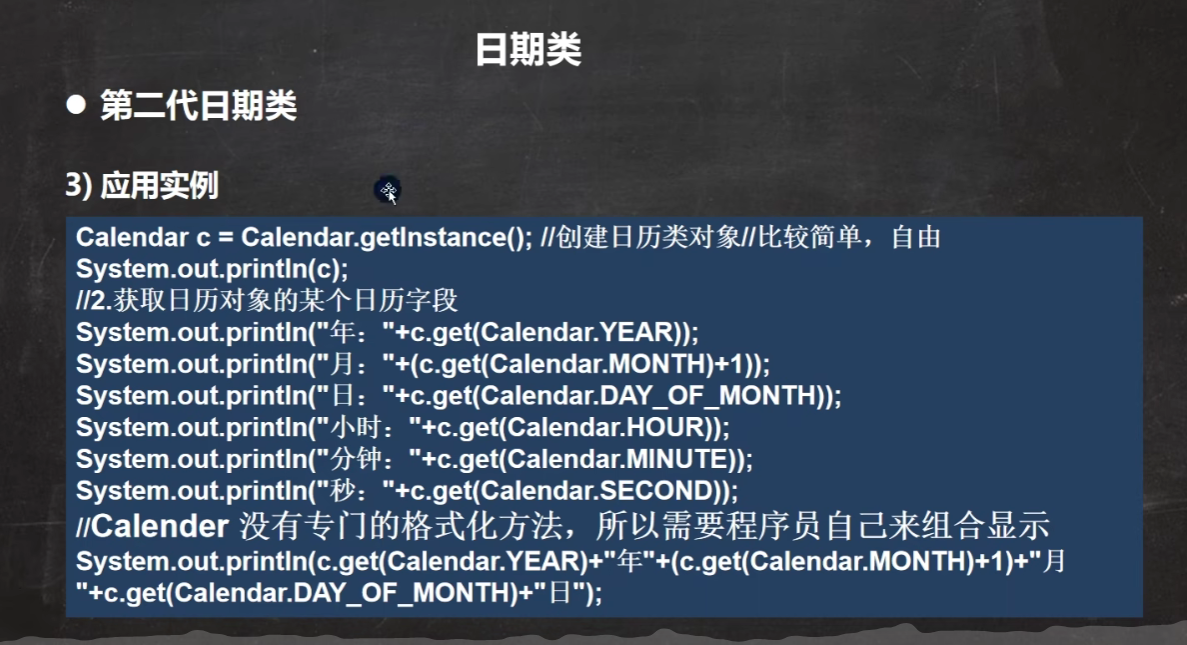 日期类
● 第二代日期类
3) 应用实例
Calendar c = Calendar.getInstance(); //创建日历类对象//比较简单，自由
System.out.println(c);
//2.获取日历对象的某个日历字段
System.out.println("年："+c.get(Calendar.YEAR));
System.out.println("月："+(c.get(Calendar.MONTH)+1));
System.out.println("日："+c.get(Calendar.DAY_OF_MONTH));
System.out.println("小时："+c.get(Calendar.HOUR));
System.out.println("分钟："+c.get(Calendar.MINUTE));
System.out.println("秒："+c.get(Calendar.SECOND));
//Calender 没有专门的格式化方法，所以需要程序员自己来组合显示
System.out.println(c.get(Calendar.YEAR)+"年"+(c.get(Calendar.MONTH)+1)+"月
"+c.get(Calendar.DAY_OF_MONTH)+"日");